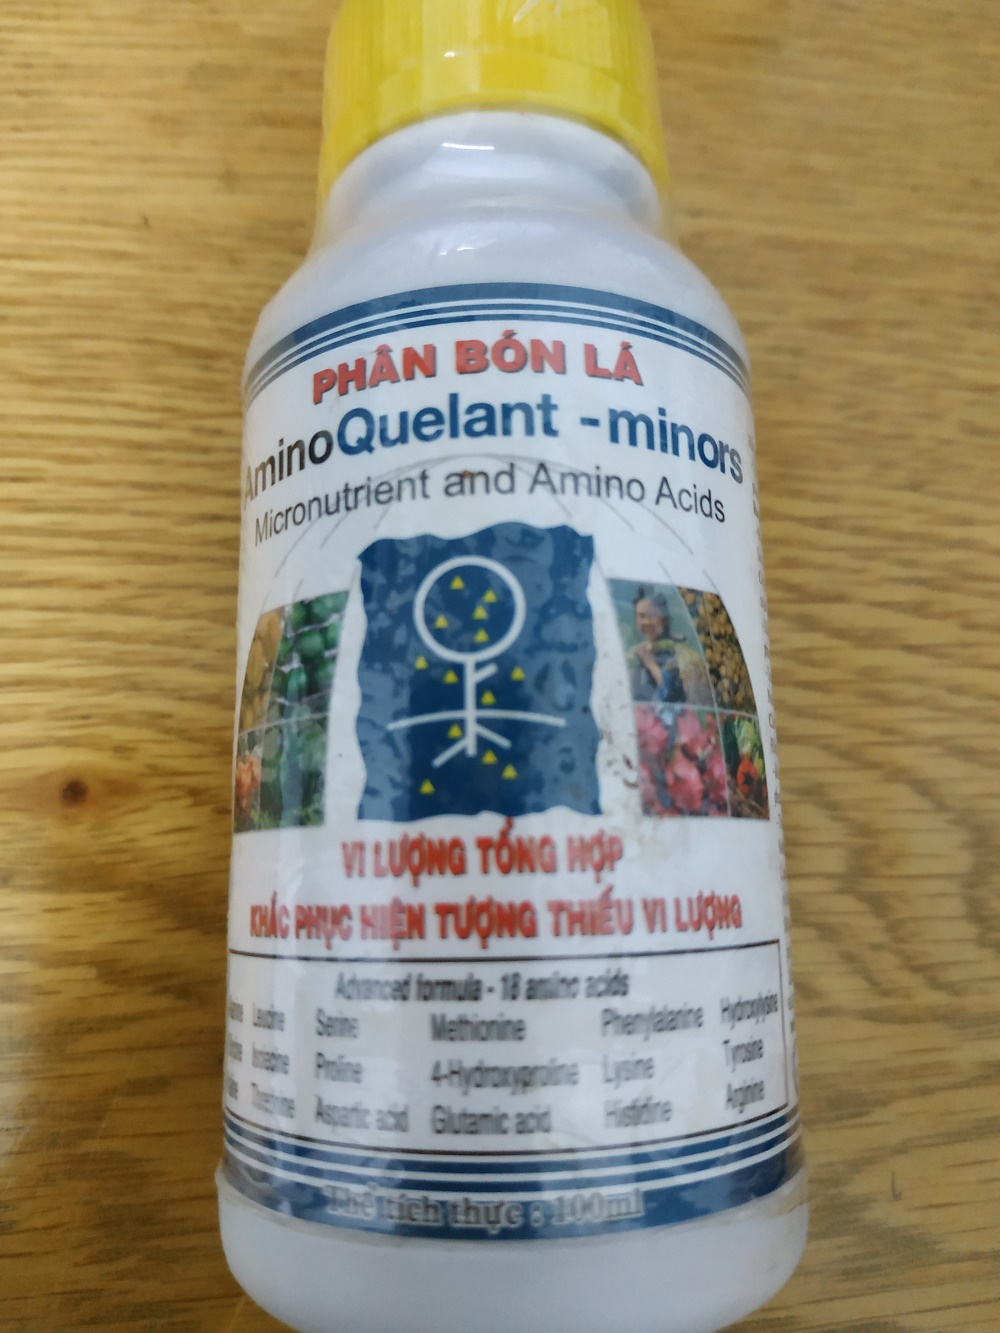 PHÂN BÓN LÁ
AminoQuelant - minors
Micronutrient and Amino Acids
VI LƯỢNG TỔNG HỢP
KHẮC PHỤC HIỆN TƯỢNG THIẾU VI LƯỢNG
Advanced formula - 18 amino acids
Leucine Serine Methionine Phenylalanine Hydroxylysine
Isoleucine Proline 4-Hydroxyproline Lysine Tyrosine
Threonine Aspartic acid Glutamic acid Histidine Arginine
Thể tích thực : 100ml